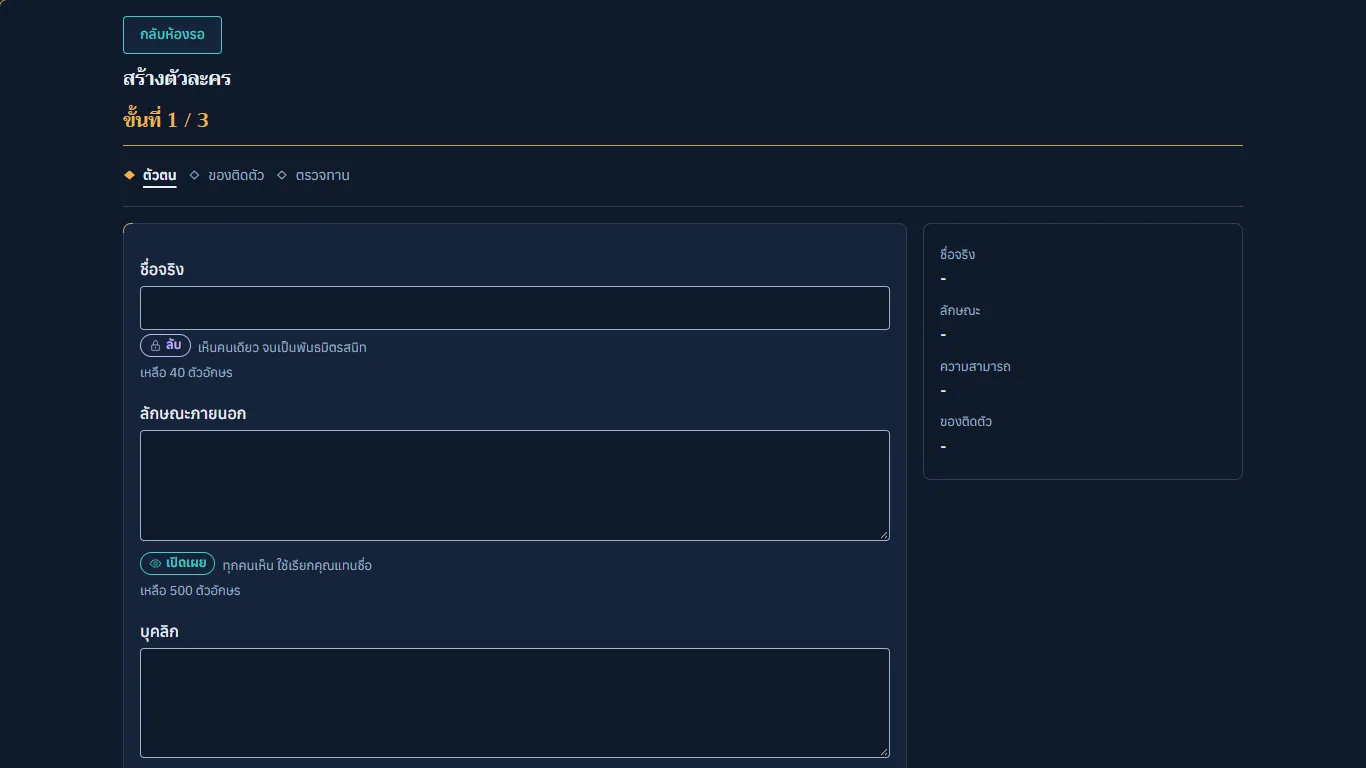 กลับห้องรอ
สร้างตัวละคร
ขั้นที่ 1 / 3
ตัวตน ของติดตัว ตรวจทาน
ชื่อจริง
ลับ เห็นคนเดียว จนเป็นพันธมิตรสนิท
เหลือ 40 ตัวอักษร
ลักษณะภายนอก
เปิดเผย ทุกคนเห็น ใช้เรียกคุณแทนชื่อ
เหลือ 500 ตัวอักษร
บุคลิก
ชื่อจริง
-
ลักษณะ
-
ความสามารถ
-
ของติดตัว
-